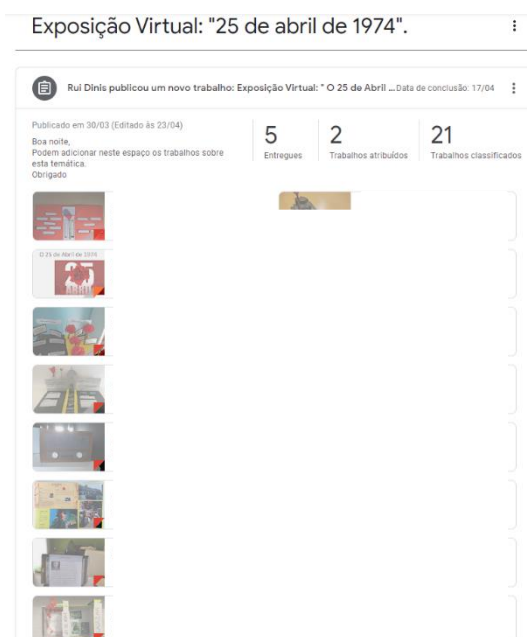 Exposição Virtual: "25 de abril de 1974".
Rui Dinis publicou um novo trabalho: Exposição Virtual: " O 25 de Abril ... Data de conclusão: 17/04
Publicado em 30/03 (Editado às 23/04)
Boa noite,
Podem adicionar neste espaço os trabalhos sobre
esta temática.
Obrigado
5
Entregues
2
Trabalhos atribuídos
21
Trabalhos classificados
O 25 de Abril de 1974
25